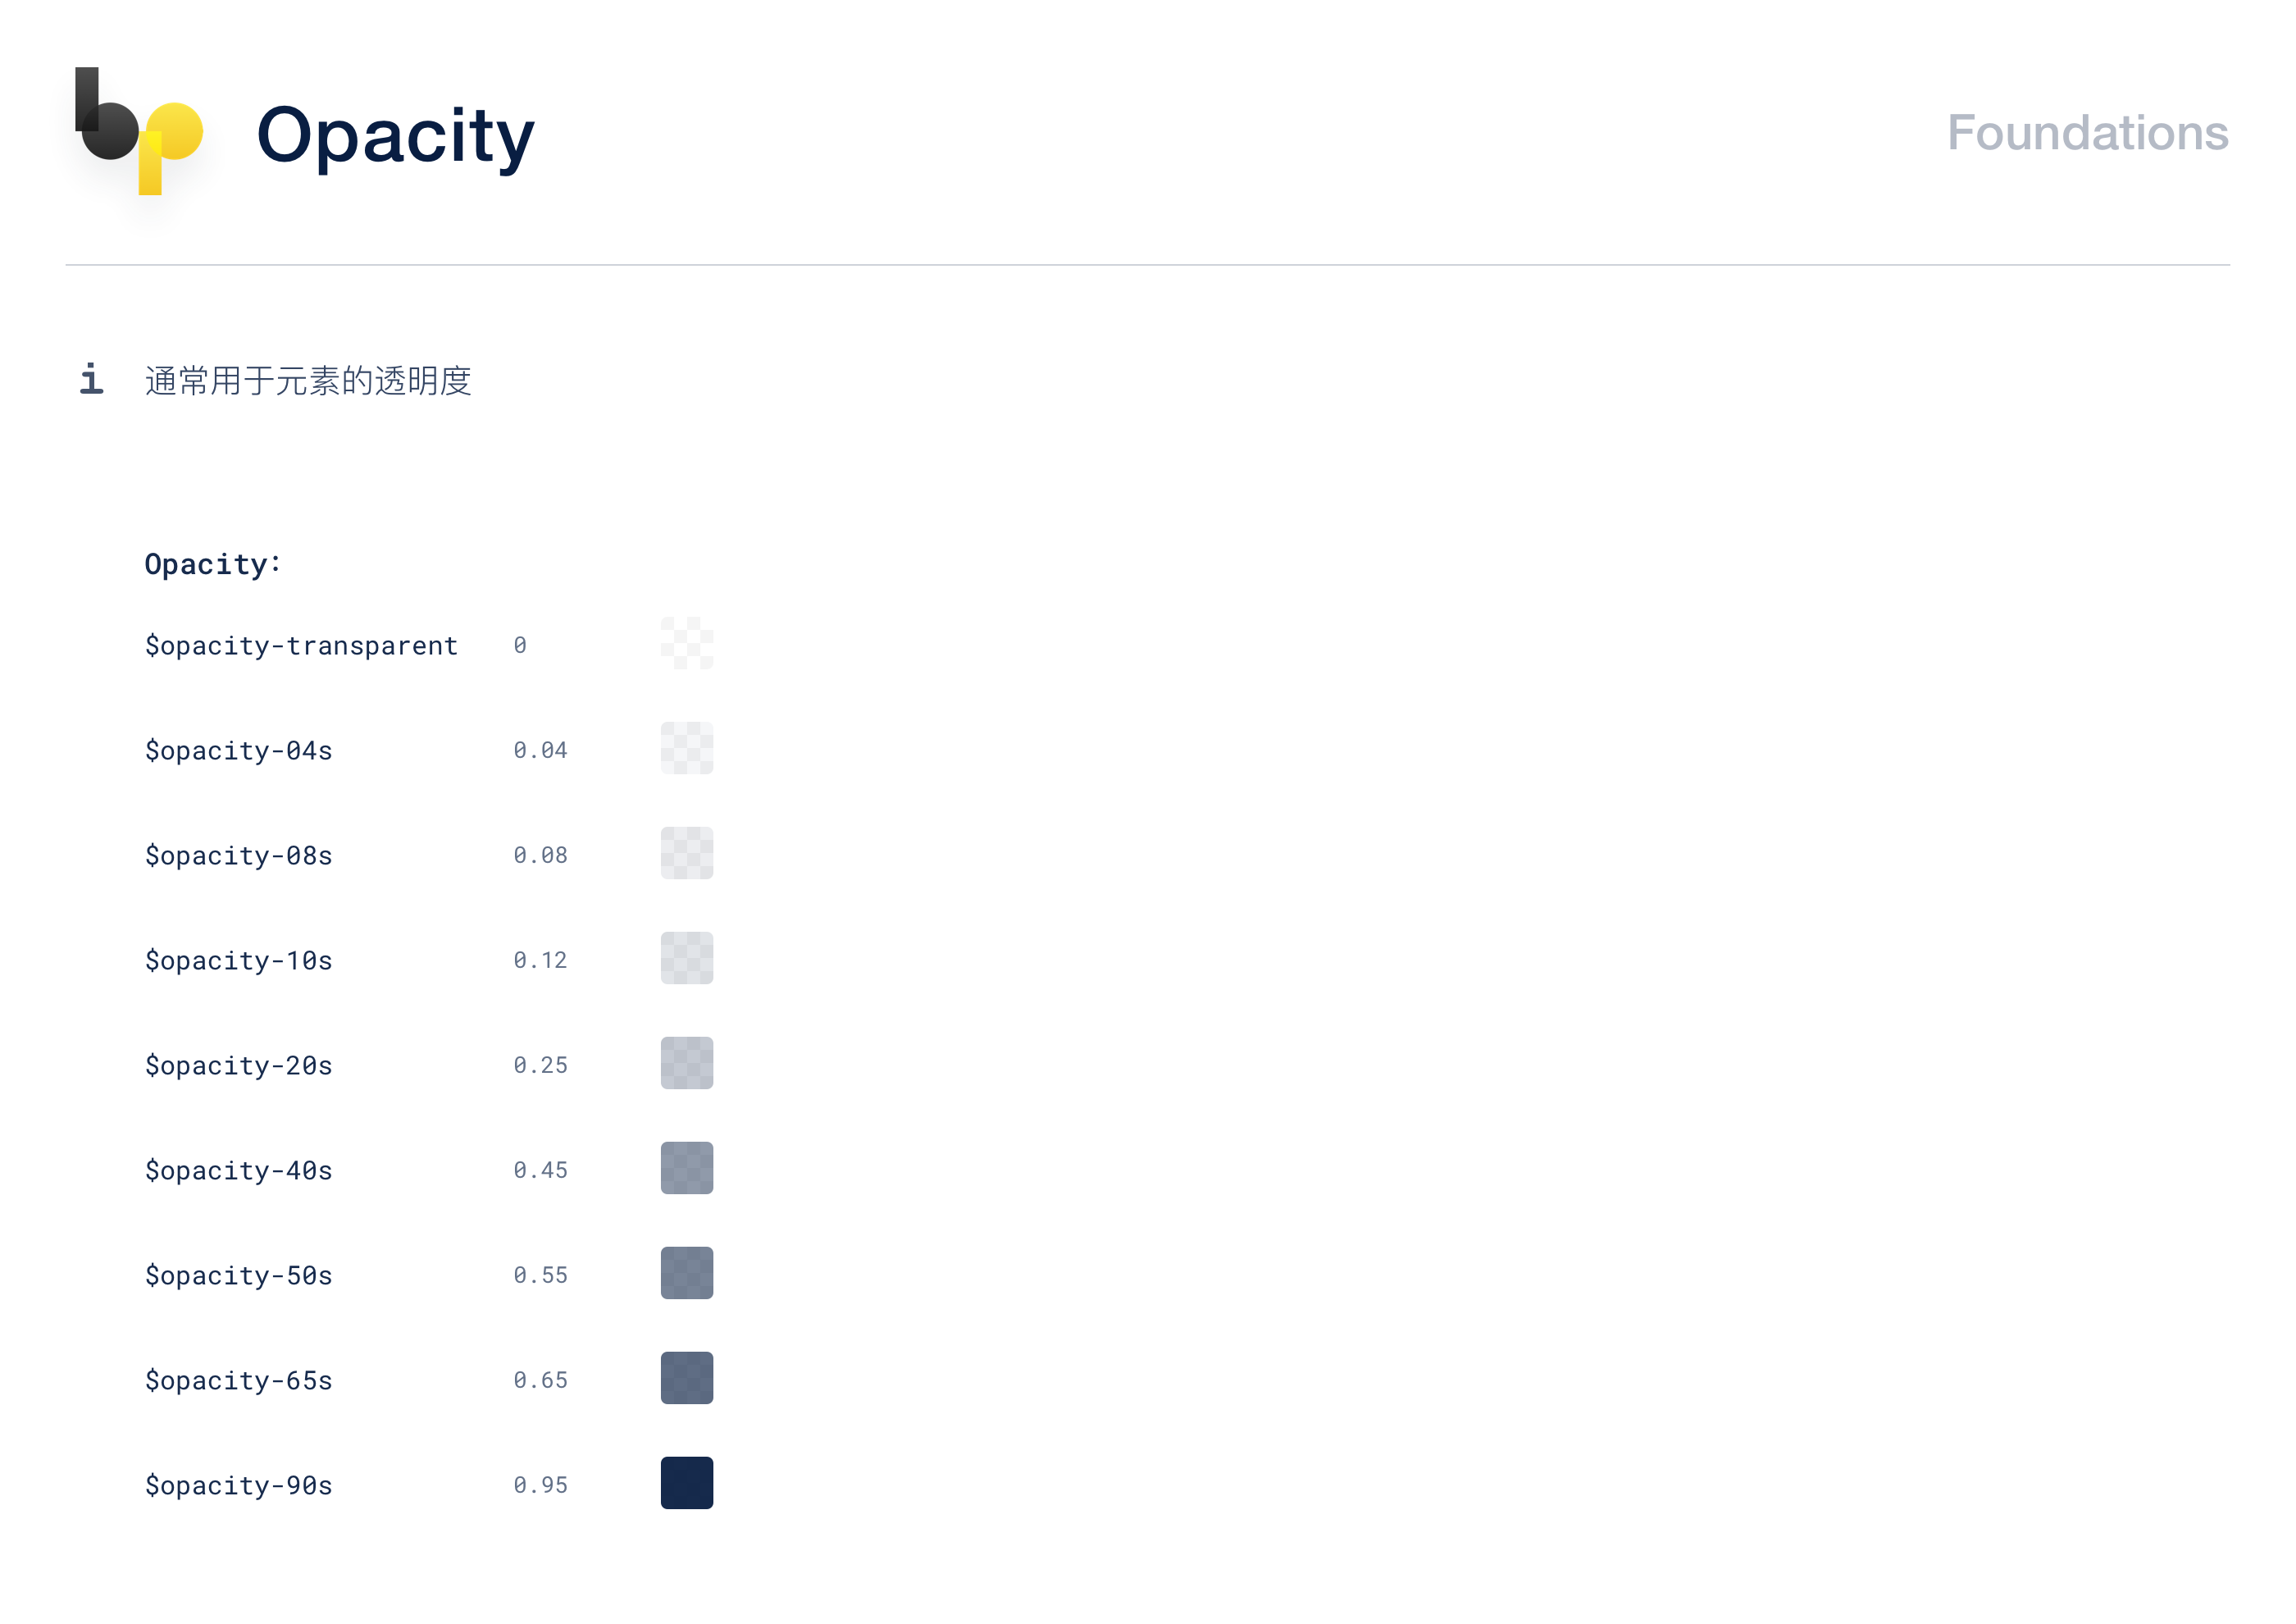 bp Opacity
Foundations
i 通常用于元素的透明度
Opacity:
$opacity-transparent 0
$opacity-04s 0.04
$opacity-08s 0.08
$opacity-10s 0.12
$opacity-20s 0.25
$opacity-40s 0.45
$opacity-50s 0.55
$opacity-65s 0.65
$opacity-90s 0.95